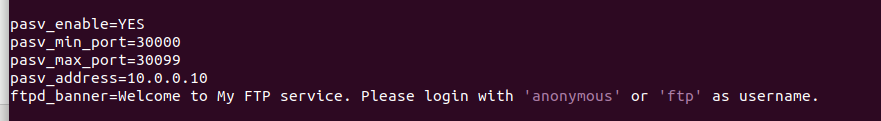 pasv_enable=YES
pasv_min_port=30000
pasv_max_port=30099
pasv_address=10.0.0.10
ftpd_banner=Welcome to My FTP service. Please login with 'anonymous' or 'ftp' as username.